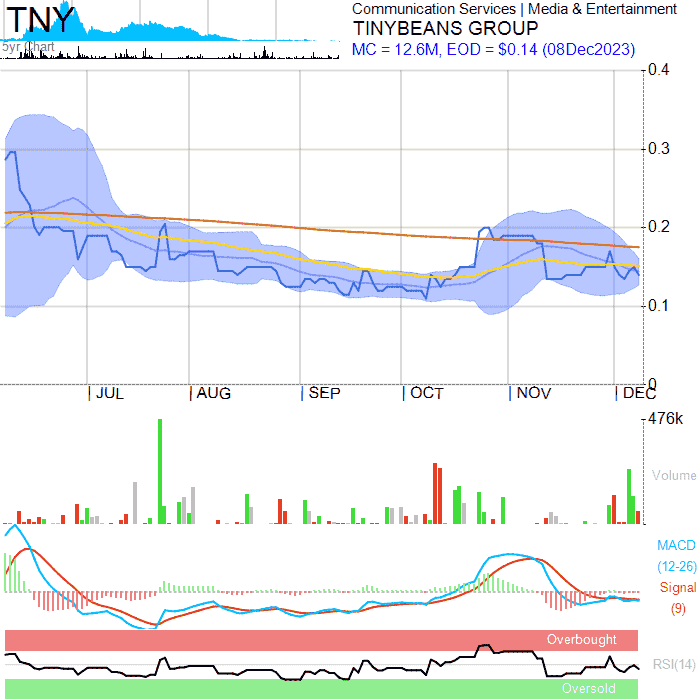 TNY
5yr Chart
Communication Services | Media & Entertainment
TINYBEANS GROUP
MC = 12.6M, EOD = $0.14 (08Dec2023)
0.4
0.3
0.2
0.1
0
JUL AUG SEP OCT NOV DEC
476k
Volume
MACD
(12-26)
Signal
(9)
Overbought
RSI(14)
Oversold